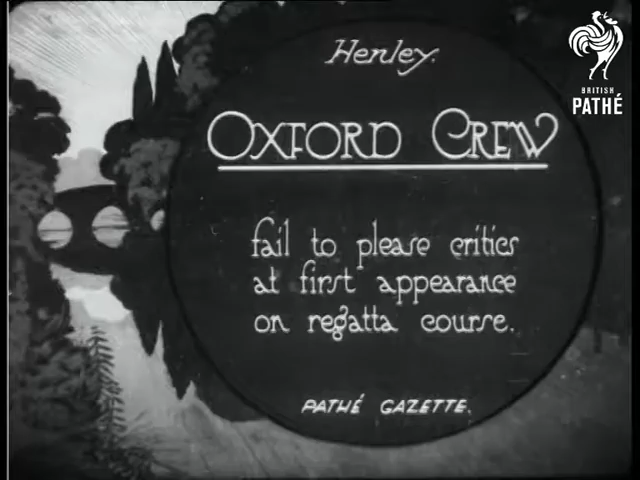 Henley.
BRITISH
PATHÉ
OXFORD CREW
fail to please critics
at first appearance
on regatta course.
PATHÉ GAZETTE.